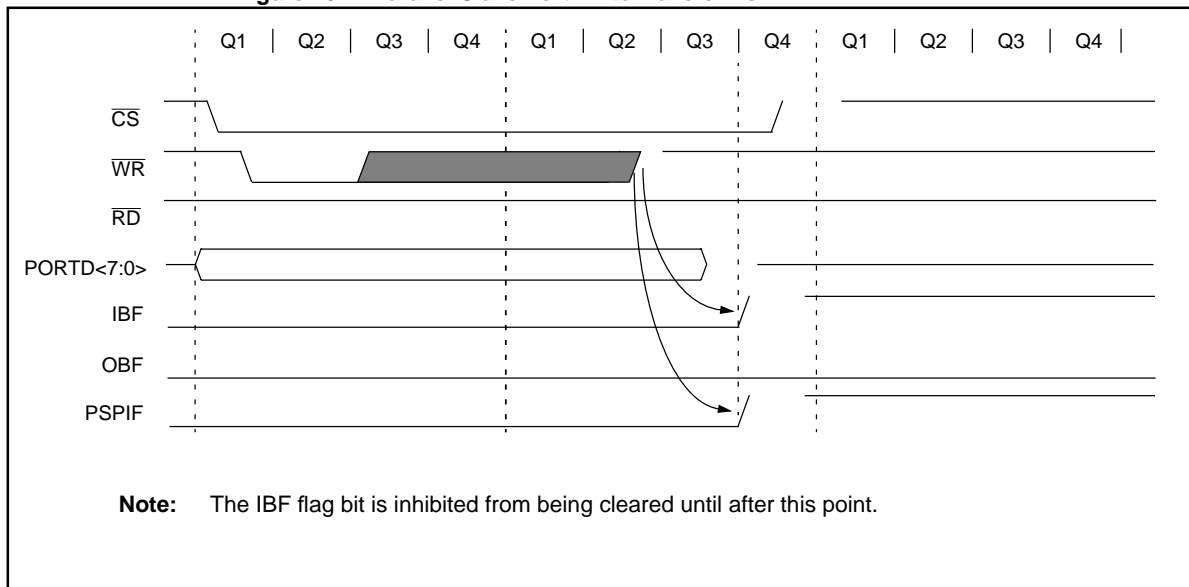 Q1 | Q2 | Q3 | Q4 Q1 | Q2 | Q3 | Q4 Q1 | Q2 | Q3 | Q4 |
CS
WR
RD
PORTD<7:0>
IBF
OBF
PSPIF
Note: The IBF flag bit is inhibited from being cleared until after this point.